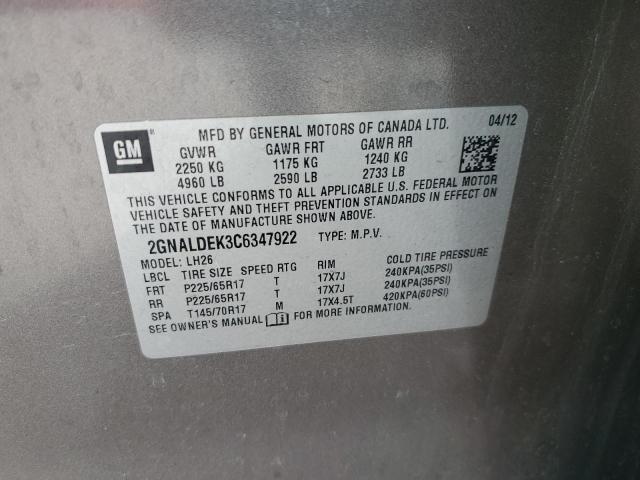 GM ®
MFD BY GENERAL MOTORS OF CANADA LTD. 04/12
GVWR GAWR FRT GAWR RR
2250 KG 1175 KG 1240 KG
4960 LB 2590 LB 2733 LB
THIS VEHICLE CONFORMS TO ALL APPLICABLE U.S. FEDERAL MOTOR
VEHICLE SAFETY AND THEFT PREVENTION STANDARDS IN EFFECT ON
THE DATE OF MANUFACTURE SHOWN ABOVE.
2GNALDEK3C6347922 TYPE: M.P.V.
MODEL: LH26
LBCL TIRE SIZE SPEED RTG RIM COLD TIRE PRESSURE
FRT P225/65R17 T 17X7J 240KPA(35PSI)
RR P225/65R17 T 17X7J 240KPA(35PSI)
SPA T145/70R17 M 17X4.5T 420KPA(60PSI)
SEE OWNER'S MANUAL FOR MORE INFORMATION.